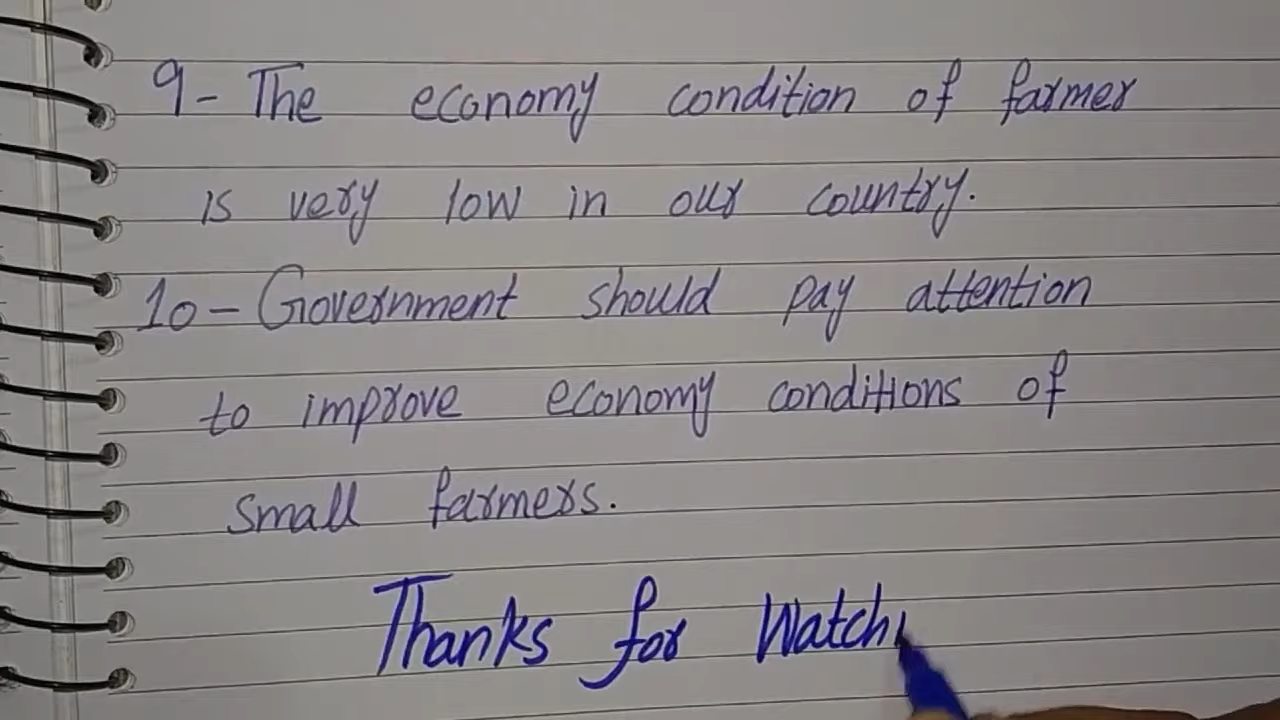 9- The economy condition of farmer
is very low in our country.
10- Government should pay attention
to improve economy conditions of
small farmers.
Thanks for Watchi